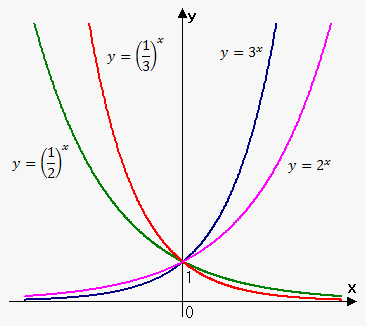 y
y = (1/3)^x
y = 3^x
y = (1/2)^x
y = 2^x
1
x
0